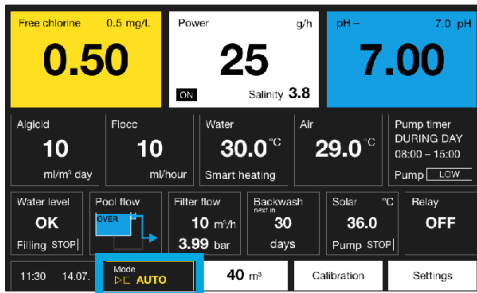 Free chlorine 0.5 mg/L
0.50
Power g/h
25
ON Salinity 3.8
pH – 7.0 pH
7.00
Algicid
10
ml/m³ day
Flocc
10
ml/hour
Water
30.0 °C
Smart heating
Air
29.0 °C
Pump timer
DURING DAY
08:00 – 15:00
Pump LOW
Water level
OK
Filling STOP
Pool flow
OVER
Filter flow
10 m³/h
3.99 bar
Backwash
next in
30
days
Solar °C
36.0
Pump STOP
Relay
OFF
11:30 14.07.
Mode
AUTO
40 m³
Calibration
Settings